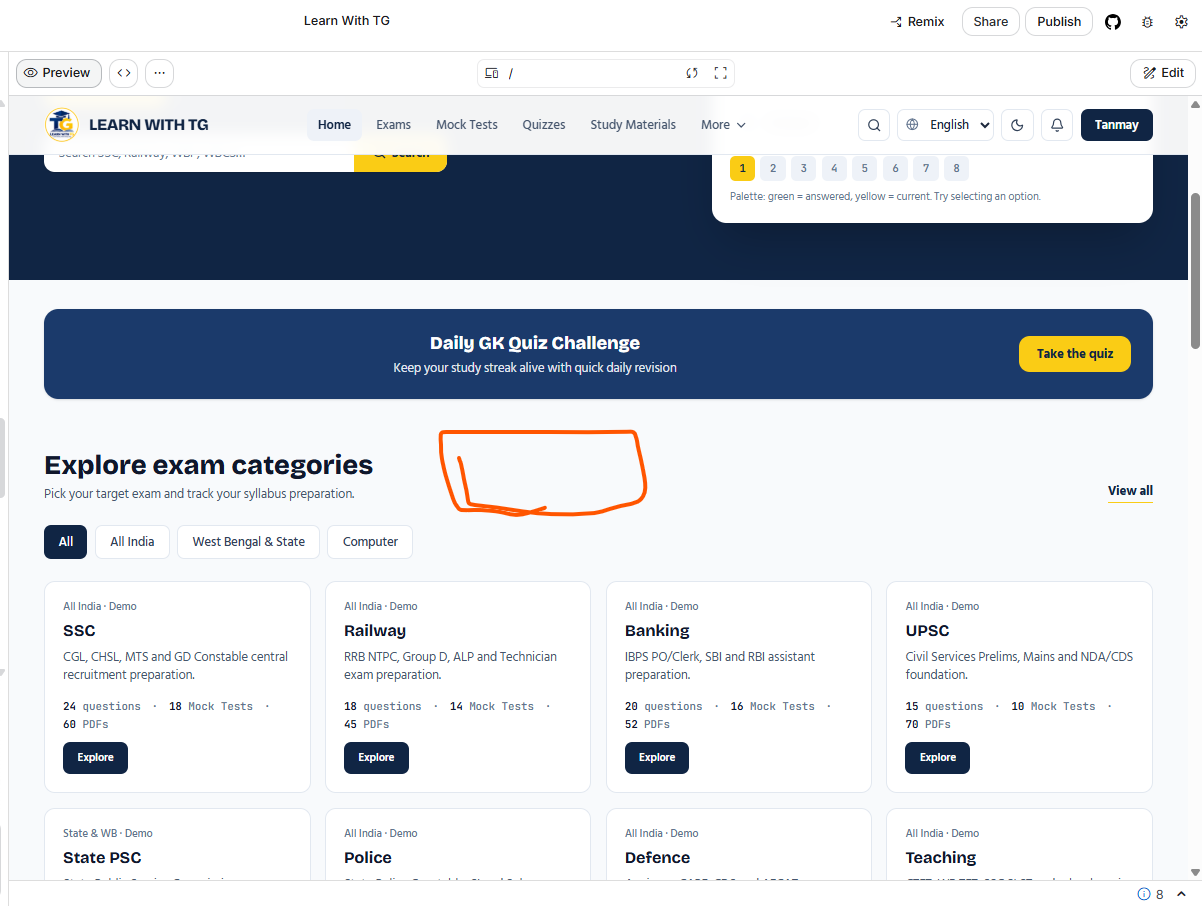 Learn With TG
Remix
Share
Publish
Preview
/
Edit
LEARN WITH TG
Home
Exams
Mock Tests
Quizzes
Study Materials
More
English
Tanmay
1 2 3 4 5 6 7 8
Palette: green = answered, yellow = current. Try selecting an option.
Daily GK Quiz Challenge
Keep your study streak alive with quick daily revision
Take the quiz
Explore exam categories
Pick your target exam and track your syllabus preparation.
View all
All
All India
West Bengal & State
Computer
All India · Demo
SSC
CGL, CHSL, MTS and GD Constable central
recruitment preparation.
24 questions · 18 Mock Tests ·
60 PDFs
Explore
All India · Demo
Railway
RRB NTPC, Group D, ALP and Technician
exam preparation.
18 questions · 14 Mock Tests ·
45 PDFs
Explore
All India · Demo
Banking
IBPS PO/Clerk, SBI and RBI assistant
preparation.
20 questions · 16 Mock Tests ·
52 PDFs
Explore
All India · Demo
UPSC
Civil Services Prelims, Mains and NDA/CDS
foundation.
15 questions · 10 Mock Tests ·
70 PDFs
Explore
State & WB · Demo
State PSC
All India · Demo
Police
All India · Demo
Defence
All India · Demo
Teaching
8